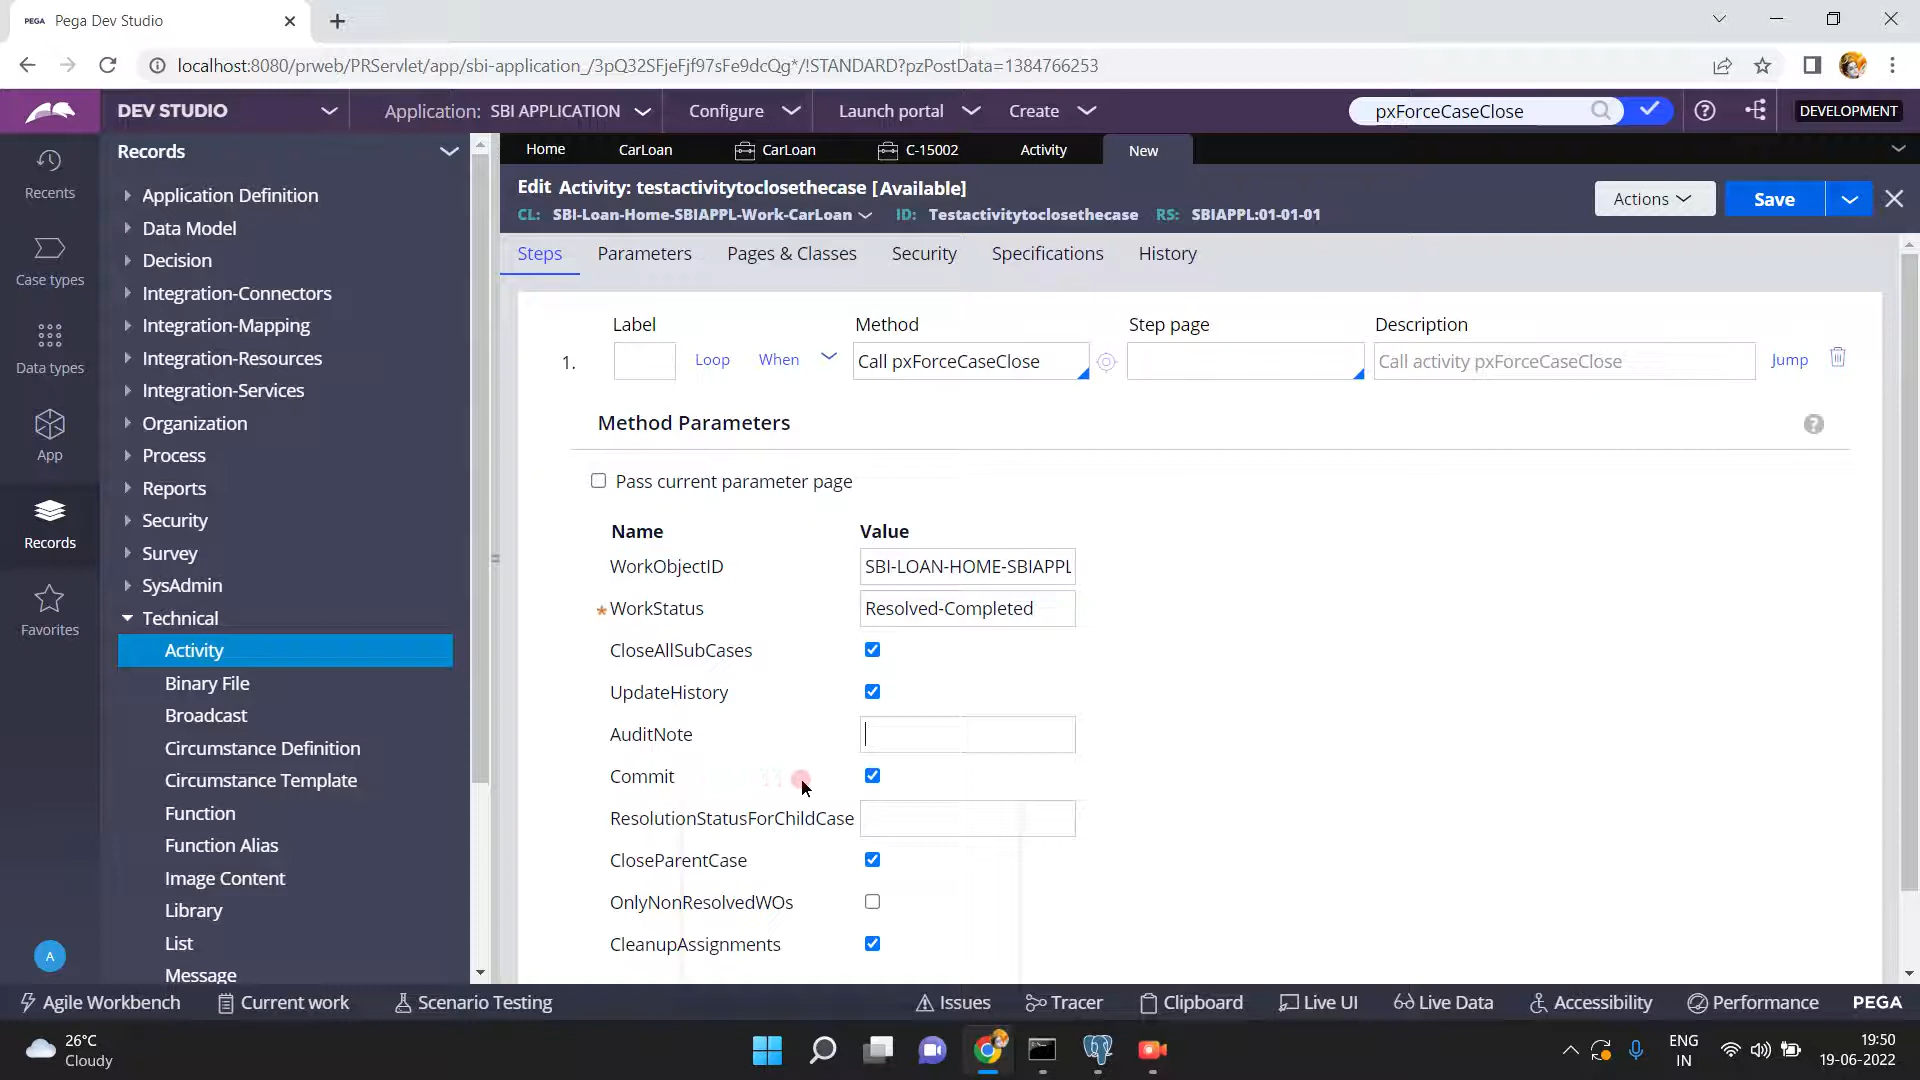 PEGA Pega Dev Studio
localhost:8080/prweb/PRServlet/app/sbi-application_/3pQ32SFjeFjf97sFe9dcQg*/!STANDARD?pzPostData=1384766253
DEV STUDIO Application: SBI APPLICATION Configure Launch portal Create pxForceCaseClose DEVELOPMENT
Recents
Case types
Data types
App
Records
Favorites
A
Records
Application Definition
Data Model
Decision
Integration-Connectors
Integration-Mapping
Integration-Resources
Integration-Services
Organization
Process
Reports
Security
Survey
SysAdmin
Technical
Activity
Binary File
Broadcast
Circumstance Definition
Circumstance Template
Function
Function Alias
Image Content
Library
List
Message
Home CarLoan CarLoan C-15002 Activity New
Edit Activity: testactivitytoclosethecase [Available]
CL: SBI-Loan-Home-SBIAPPL-Work-CarLoan ID: Testactivitytoclosethecase RS: SBIAPPL:01-01-01
Actions Save
Steps Parameters Pages & Classes Security Specifications History
Label Method Step page Description
1. Loop When Call pxForceCaseClose Call activity pxForceCaseClose Jump
Method Parameters
Pass current parameter page
Name Value
WorkObjectID SBI-LOAN-HOME-SBIAPPL
* WorkStatus Resolved-Completed
CloseAllSubCases
UpdateHistory
AuditNote
Commit
ResolutionStatusForChildCase
CloseParentCase
OnlyNonResolvedWOs
CleanupAssignments
Agile Workbench Current work Scenario Testing Issues Tracer Clipboard Live UI Live Data Accessibility Performance PEGA
26°C
Cloudy
ENG
IN
19:50
19-06-2022